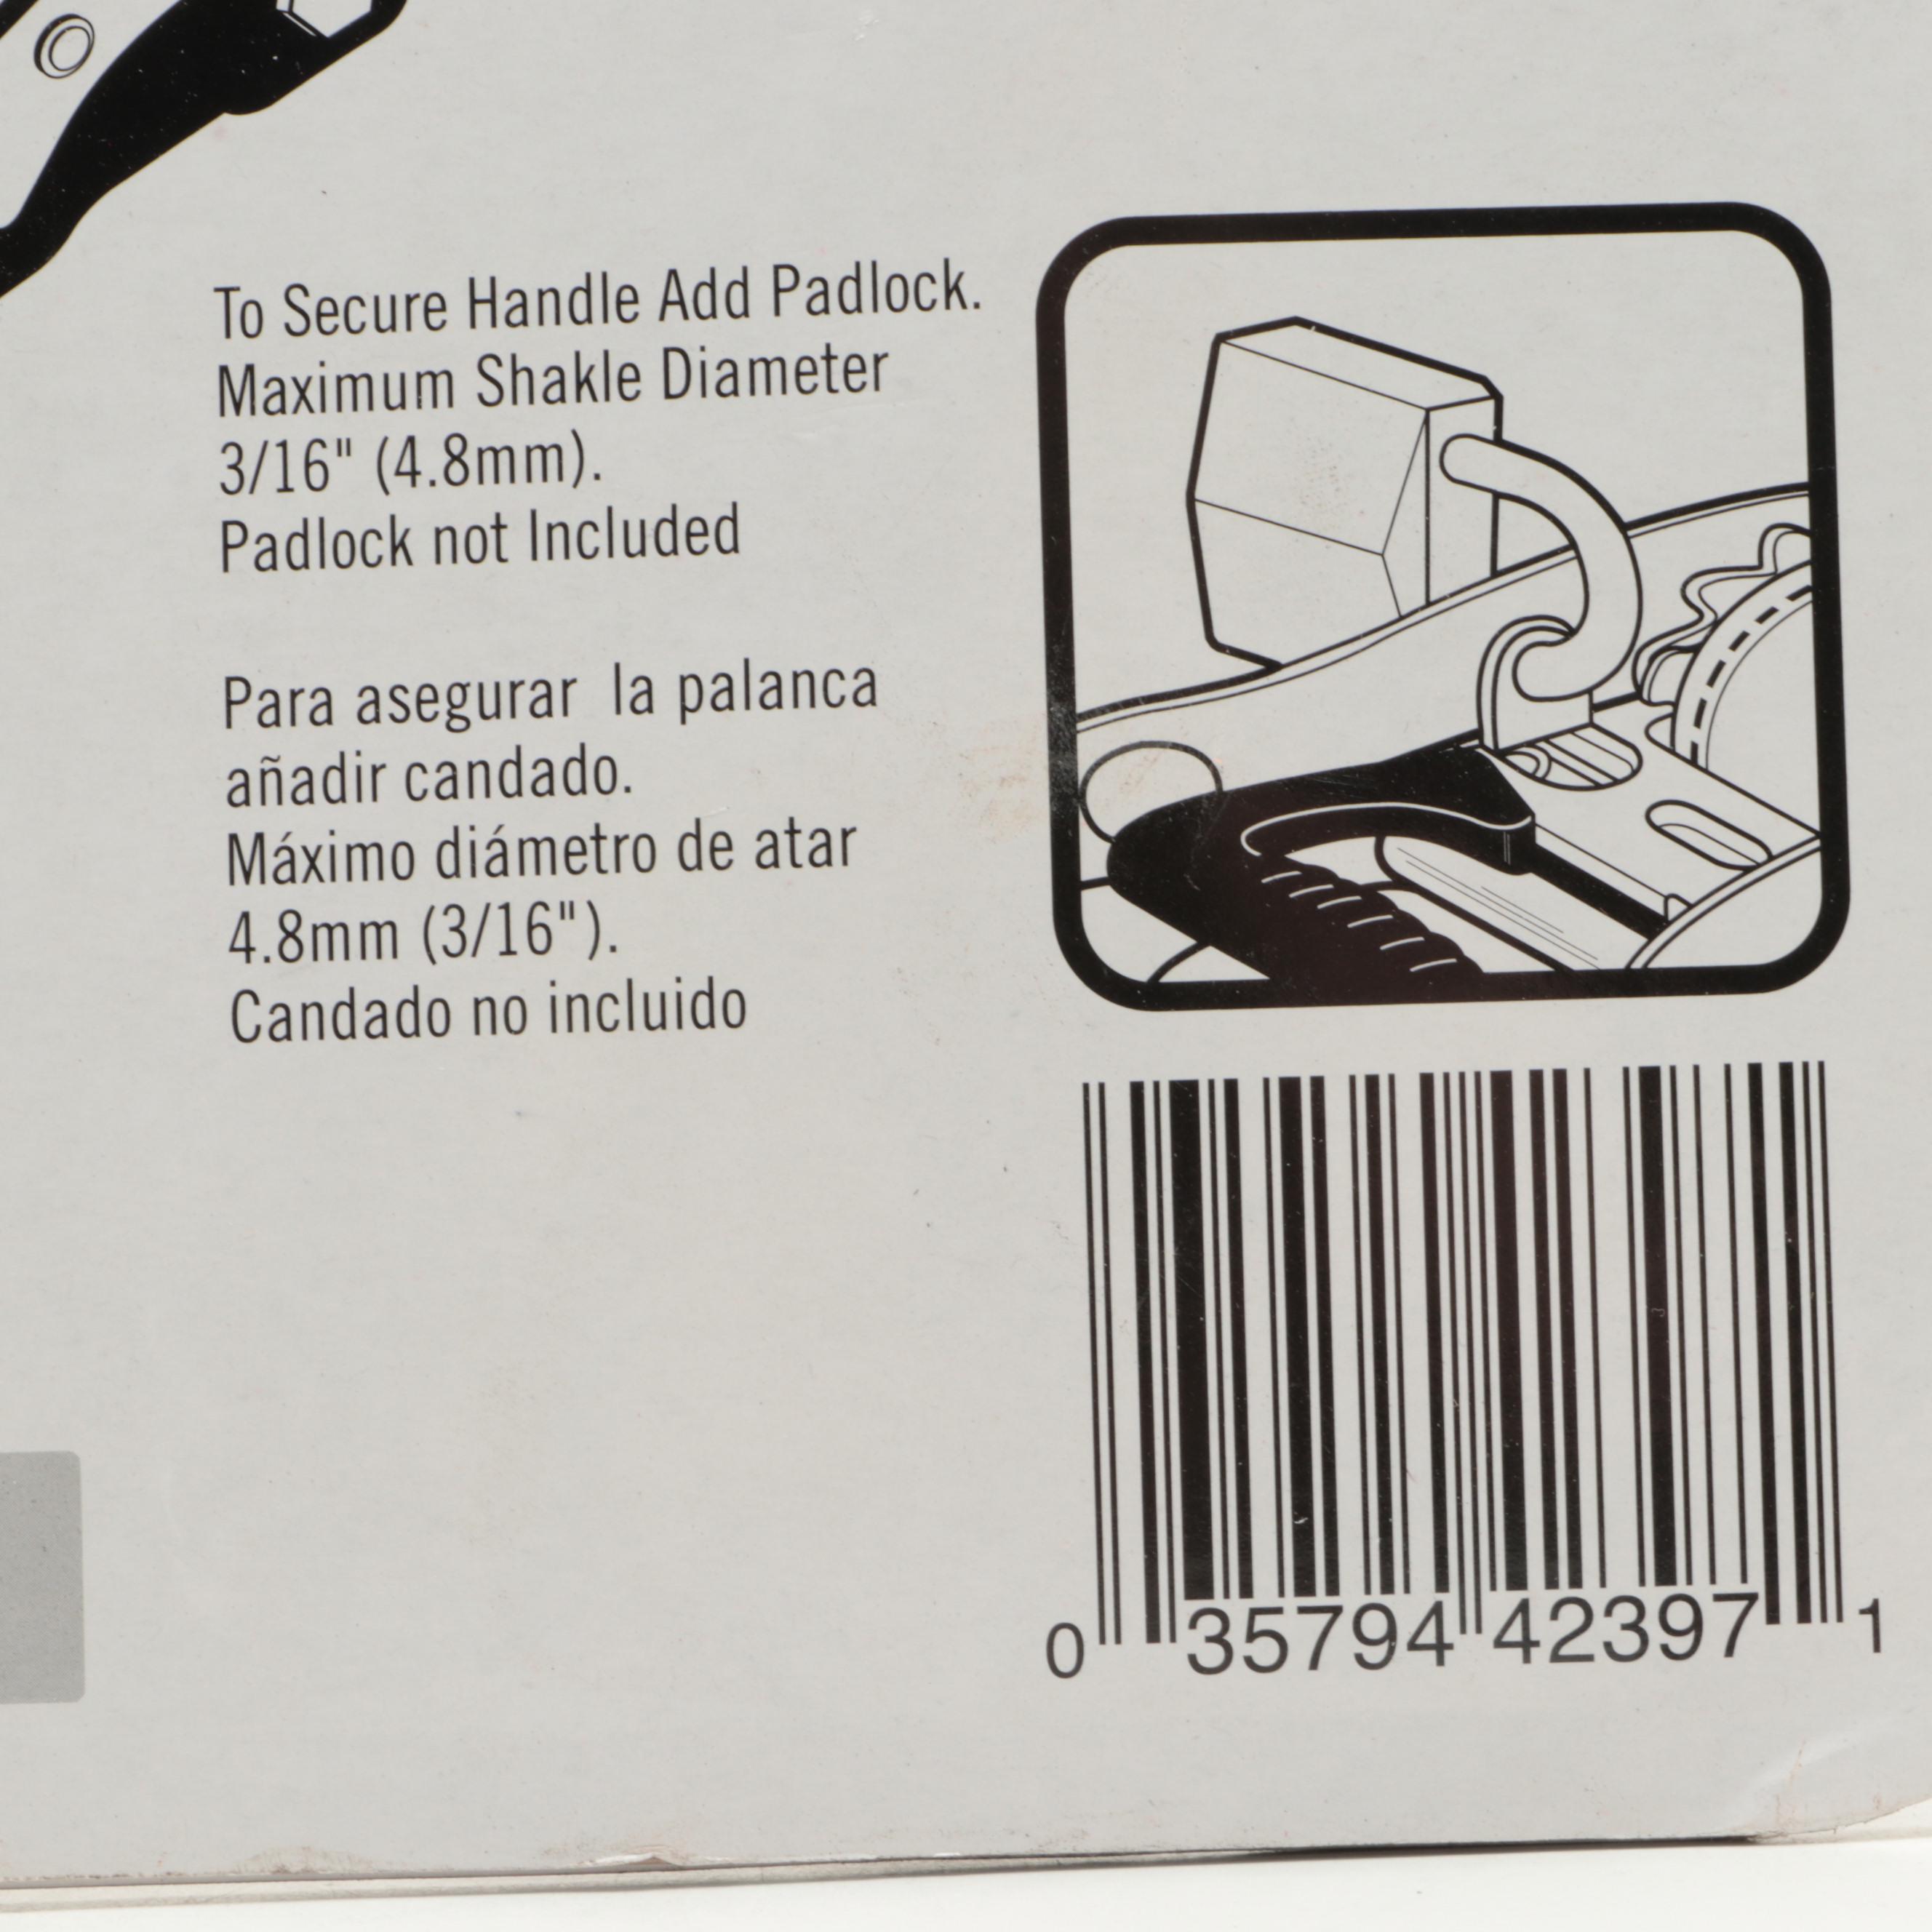 To Secure Handle Add Padlock.
Maximum Shakle Diameter
3/16" (4.8mm).
Padlock not Included
Para asegurar la palanca
añadir candado.
Máximo diámetro de atar
4.8mm (3/16").
Candado no incluido
0 35794 42397 1